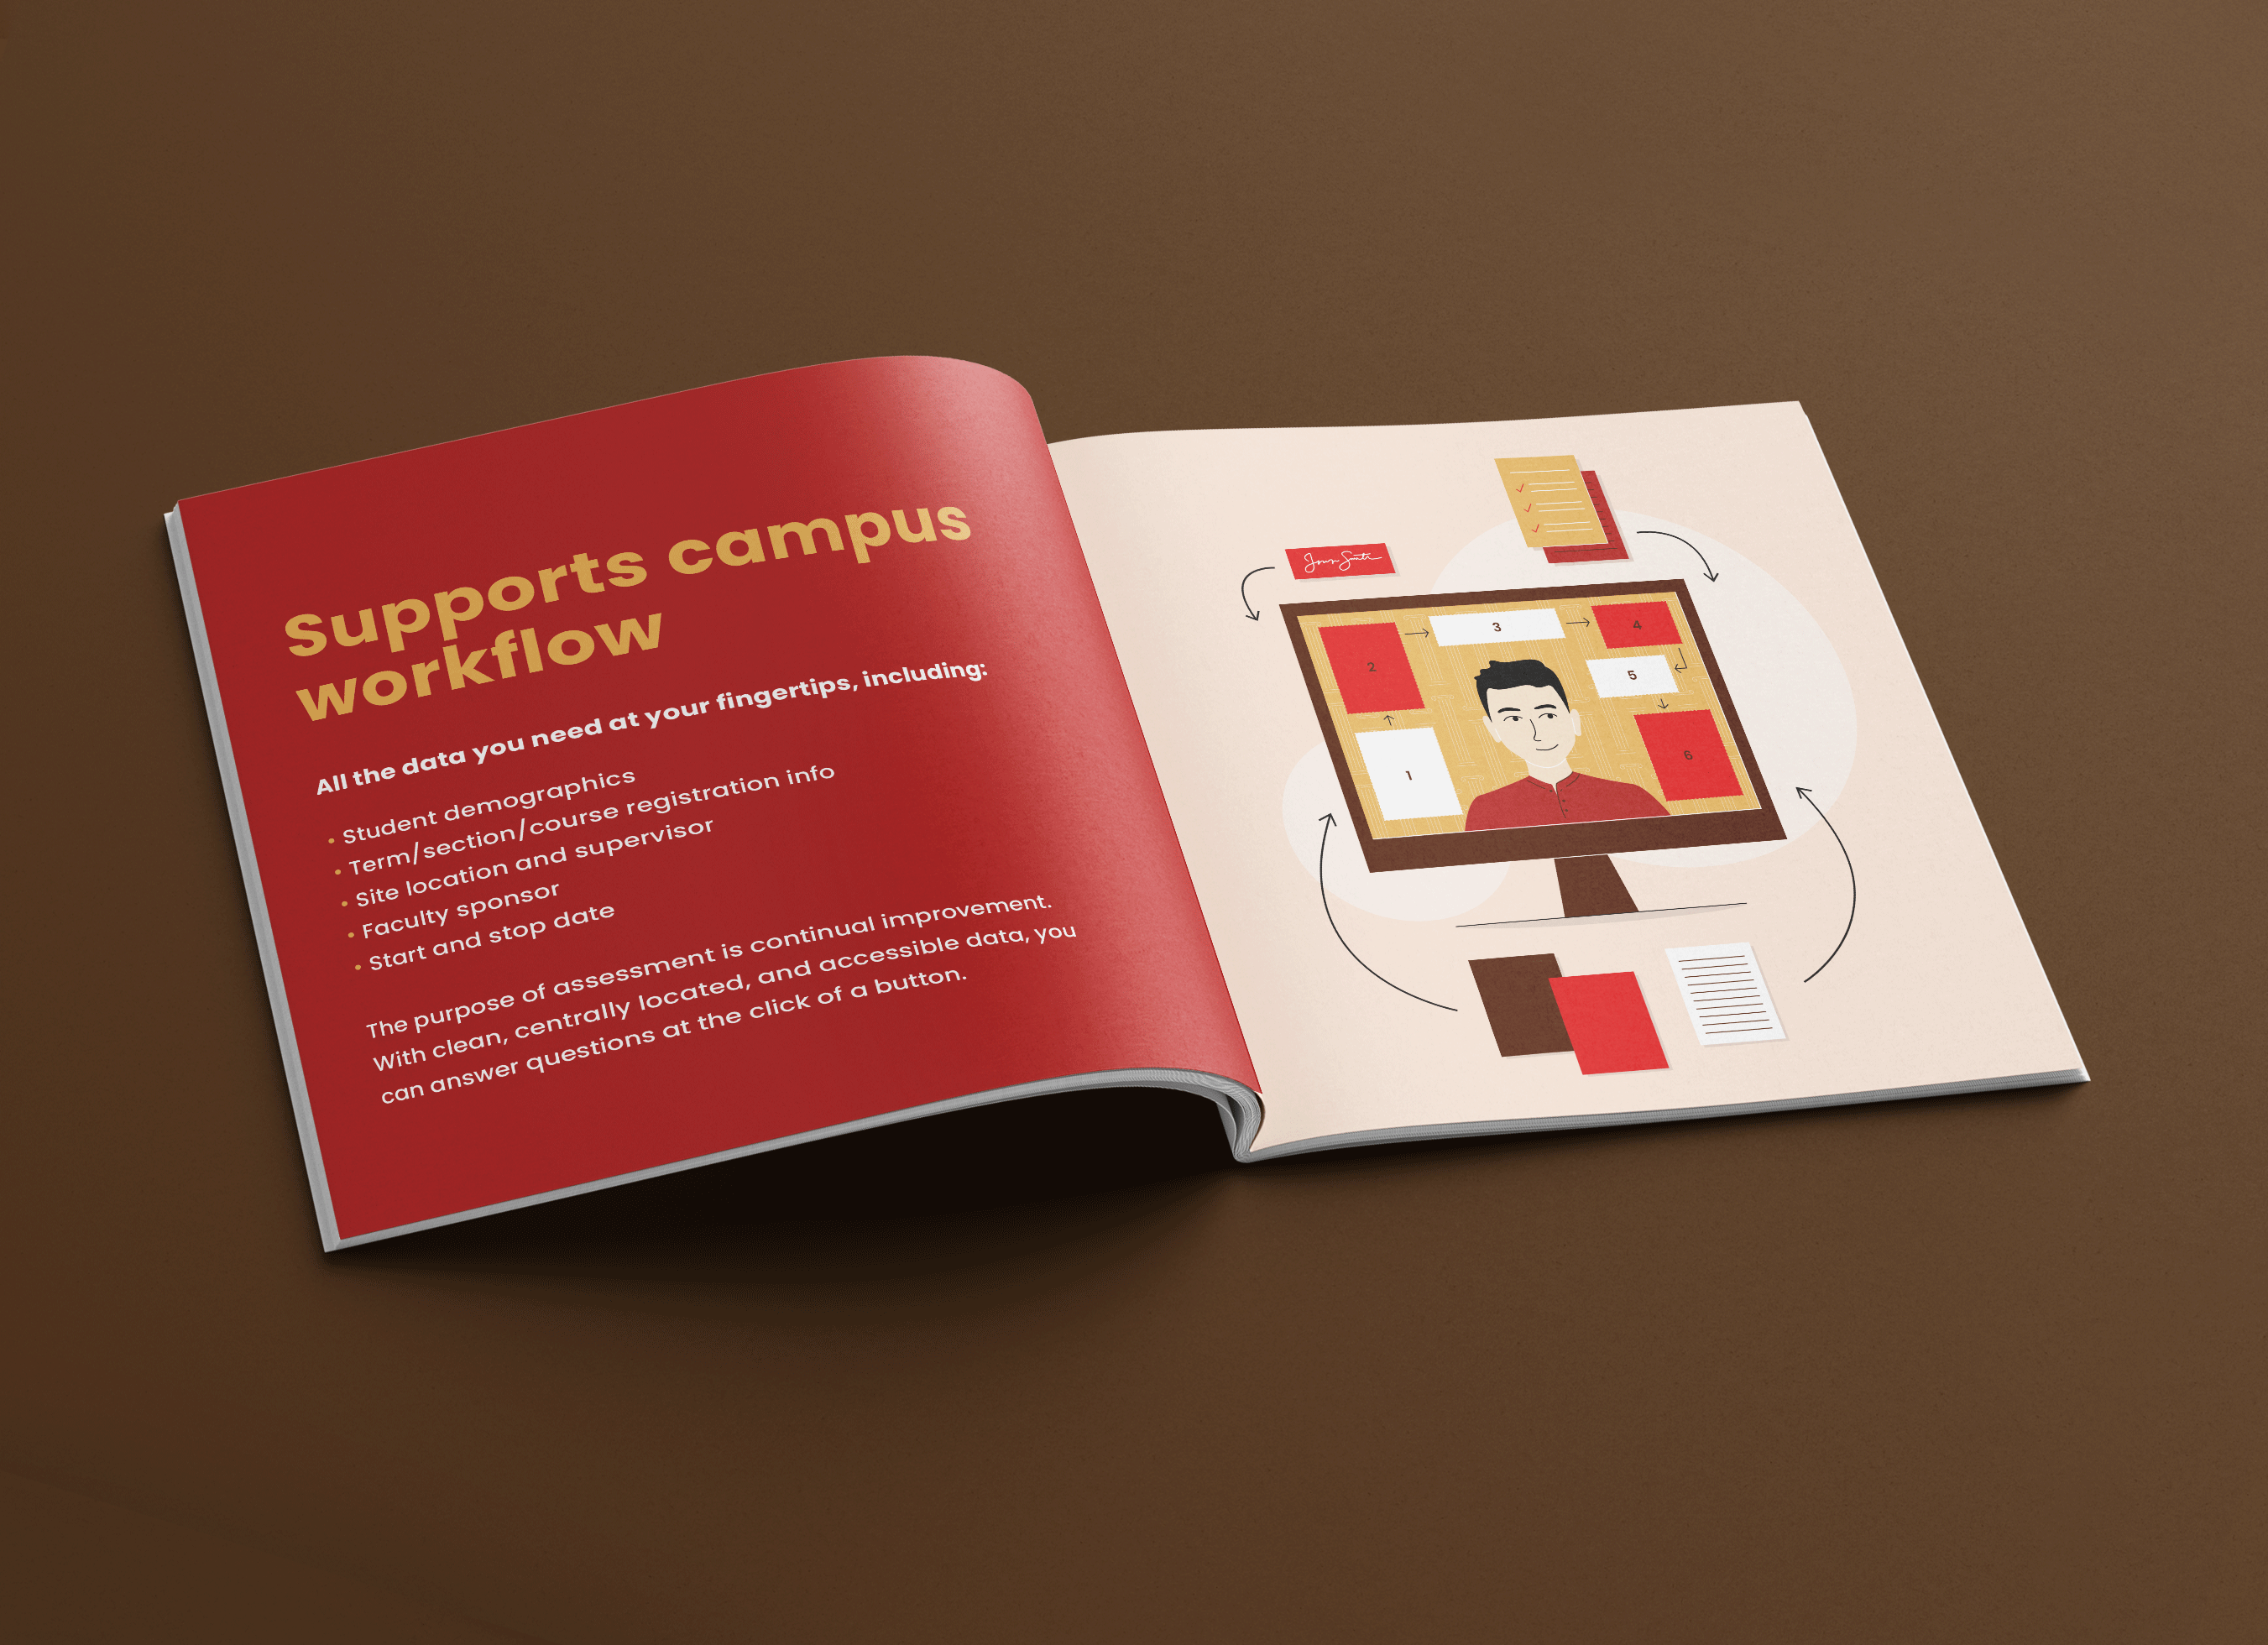 Supports campus
workflow
All the data you need at your fingertips, including:
• Student demographics
• Term/section/course registration info
• Site location and supervisor
• Faculty sponsor
• Start and stop date
The purpose of assessment is continual improvement.
With clean, centrally located, and accessible data, you
can answer questions at the click of a button.
1
2
3
4
5
6